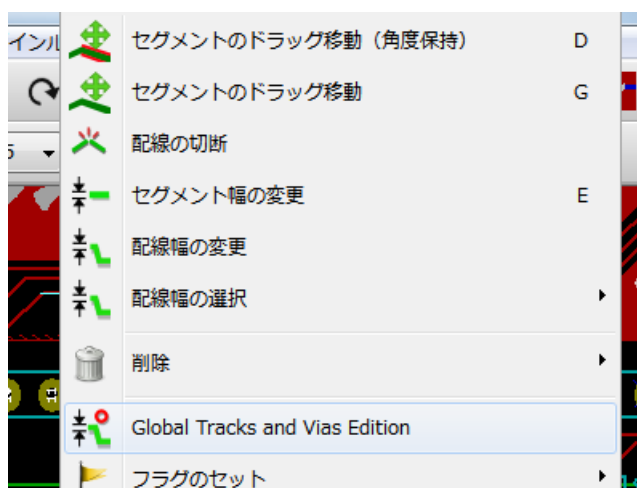 インル
セグメントのドラッグ移動（角度保持） D
セグメントのドラッグ移動 G
5
配線の切断
セグメント幅の変更 E
配線幅の変更
配線幅の選択
削除
Global Tracks and Vias Edition
フラグのセット